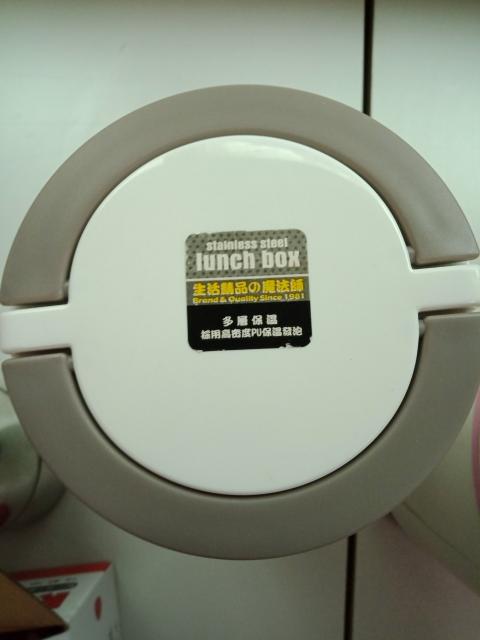 stainless steel
lunch box
生活精品の魔法師
Brand & Quality Since 1981
多層保溫
採用高密度PU保溫發泡